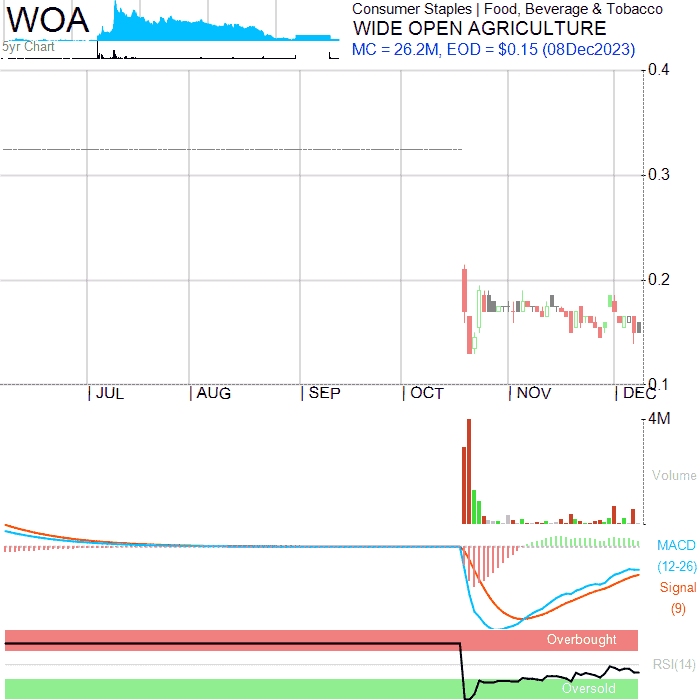 WOA
5yr Chart
Consumer Staples | Food, Beverage & Tobacco
WIDE OPEN AGRICULTURE
MC = 26.2M, EOD = $0.15 (08Dec2023)
0.4
0.3
0.2
0.1
JUL
AUG
SEP
OCT
NOV
DEC
4M
Volume
MACD
(12-26)
Signal
(9)
Overbought
RSI(14)
Oversold